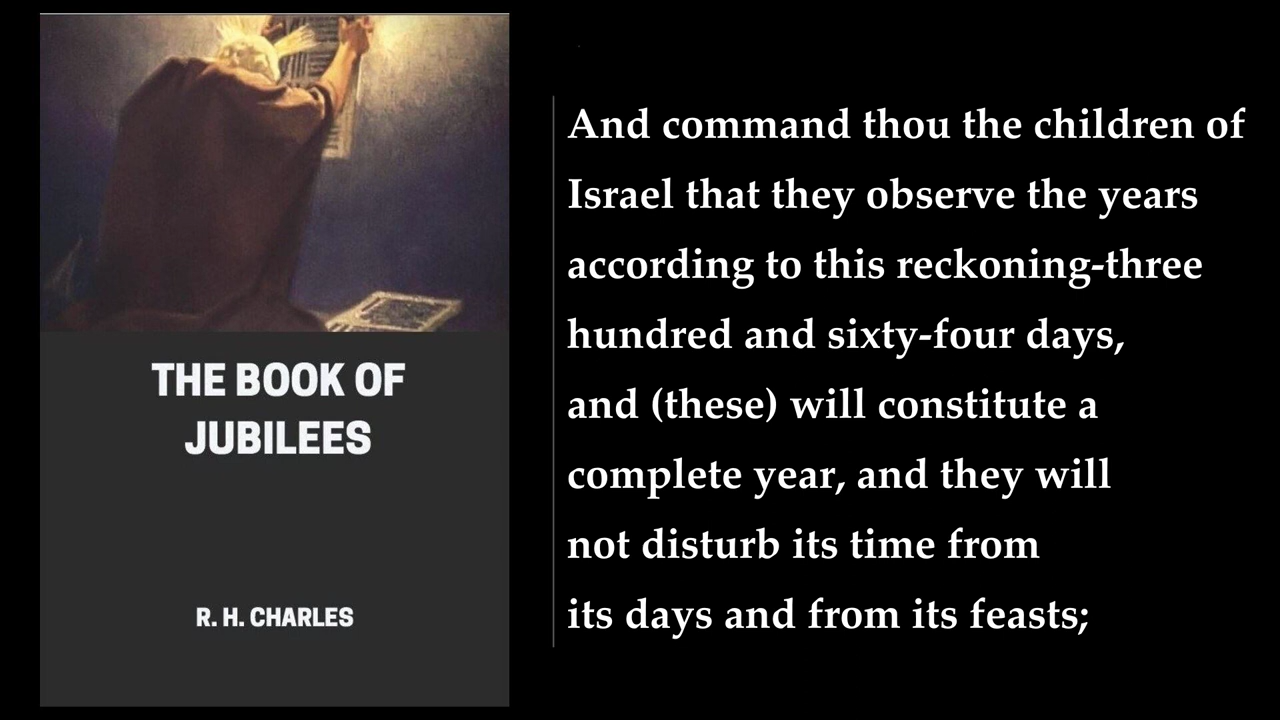 THE BOOK OF
JUBILEES
R. H. CHARLES
And command thou the children of
Israel that they observe the years
according to this reckoning-three
hundred and sixty-four days,
and (these) will constitute a
complete year, and they will
not disturb its time from
its days and from its feasts;